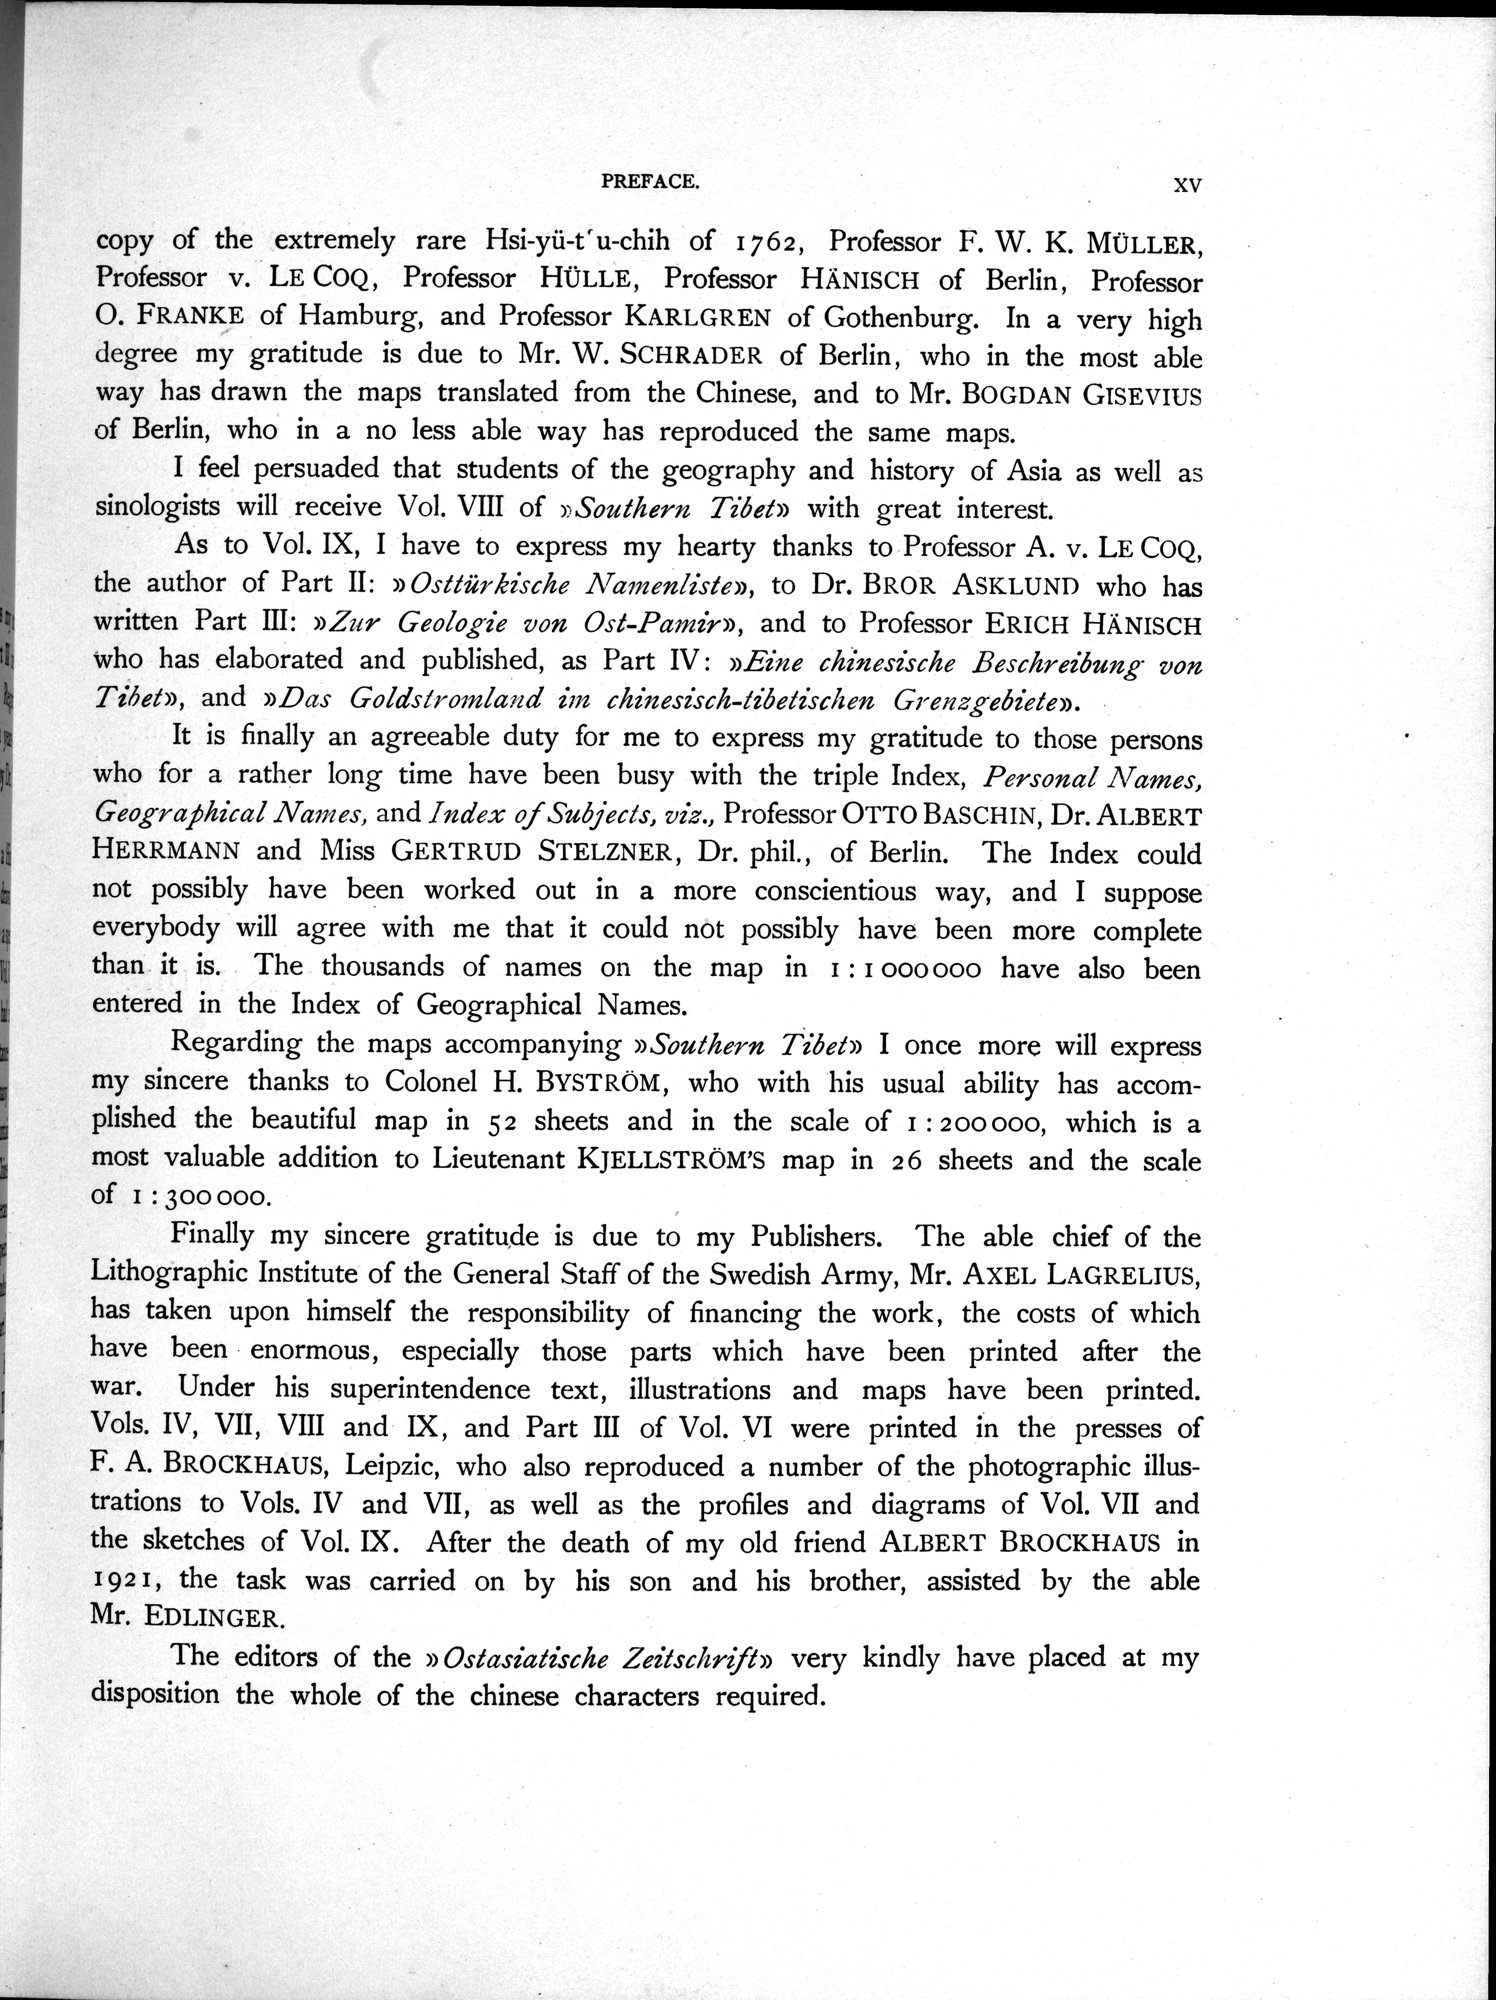 PREFACE. XV
copy of the extremely rare Hsi-yü-tʻu-chih of 1762, Professor F. W. K. MÜLLER,
Professor v. LE COQ, Professor HÜLLE, Professor HÄNISCH of Berlin, Professor
O. FRANKE of Hamburg, and Professor KARLGREN of Gothenburg. In a very high
degree my gratitude is due to Mr. W. SCHRADER of Berlin, who in the most able
way has drawn the maps translated from the Chinese, and to Mr. BOGDAN GISEVIUS
of Berlin, who in a no less able way has reproduced the same maps.
I feel persuaded that students of the geography and history of Asia as well as
sinologists will receive Vol. VIII of »Southern Tibet» with great interest.
As to Vol. IX, I have to express my hearty thanks to Professor A. v. LE COQ,
the author of Part II: »Osttürkische Namenliste», to Dr. BROR ASKLUND who has
written Part III: »Zur Geologie von Ost-Pamir», and to Professor ERICH HÄNISCH
who has elaborated and published, as Part IV: »Eine chinesische Beschreibung von
Tibet», and »Das Goldstromland im chinesisch-tibetischen Grenzgebiete».
It is finally an agreeable duty for me to express my gratitude to those persons
who for a rather long time have been busy with the triple Index, Personal Names,
Geographical Names, and Index of Subjects, viz., Professor OTTO BASCHIN, Dr. ALBERT
HERRMANN and Miss GERTRUD STELZNER, Dr. phil., of Berlin. The Index could
not possibly have been worked out in a more conscientious way, and I suppose
everybody will agree with me that it could not possibly have been more complete
than it is. The thousands of names on the map in 1:1 000 000 have also been
entered in the Index of Geographical Names.
Regarding the maps accompanying »Southern Tibet» I once more will express
my sincere thanks to Colonel H. BYSTRÖM, who with his usual ability has accom-
plished the beautiful map in 52 sheets and in the scale of 1:200 000, which is a
most valuable addition to Lieutenant KJELLSTRÖM'S map in 26 sheets and the scale
of 1:300 000.
Finally my sincere gratitude is due to my Publishers. The able chief of the
Lithographic Institute of the General Staff of the Swedish Army, Mr. AXEL LAGRELIUS,
has taken upon himself the responsibility of financing the work, the costs of which
have been enormous, especially those parts which have been printed after the
war. Under his superintendence text, illustrations and maps have been printed.
Vols. IV, VII, VIII and IX, and Part III of Vol. VI were printed in the presses of
F. A. BROCKHAUS, Leipzic, who also reproduced a number of the photographic illus-
trations to Vols. IV and VII, as well as the profiles and diagrams of Vol. VII and
the sketches of Vol. IX. After the death of my old friend ALBERT BROCKHAUS in
1921, the task was carried on by his son and his brother, assisted by the able
Mr. EDLINGER.
The editors of the »Ostasiatische Zeitschrift» very kindly have placed at my
disposition the whole of the chinese characters required.